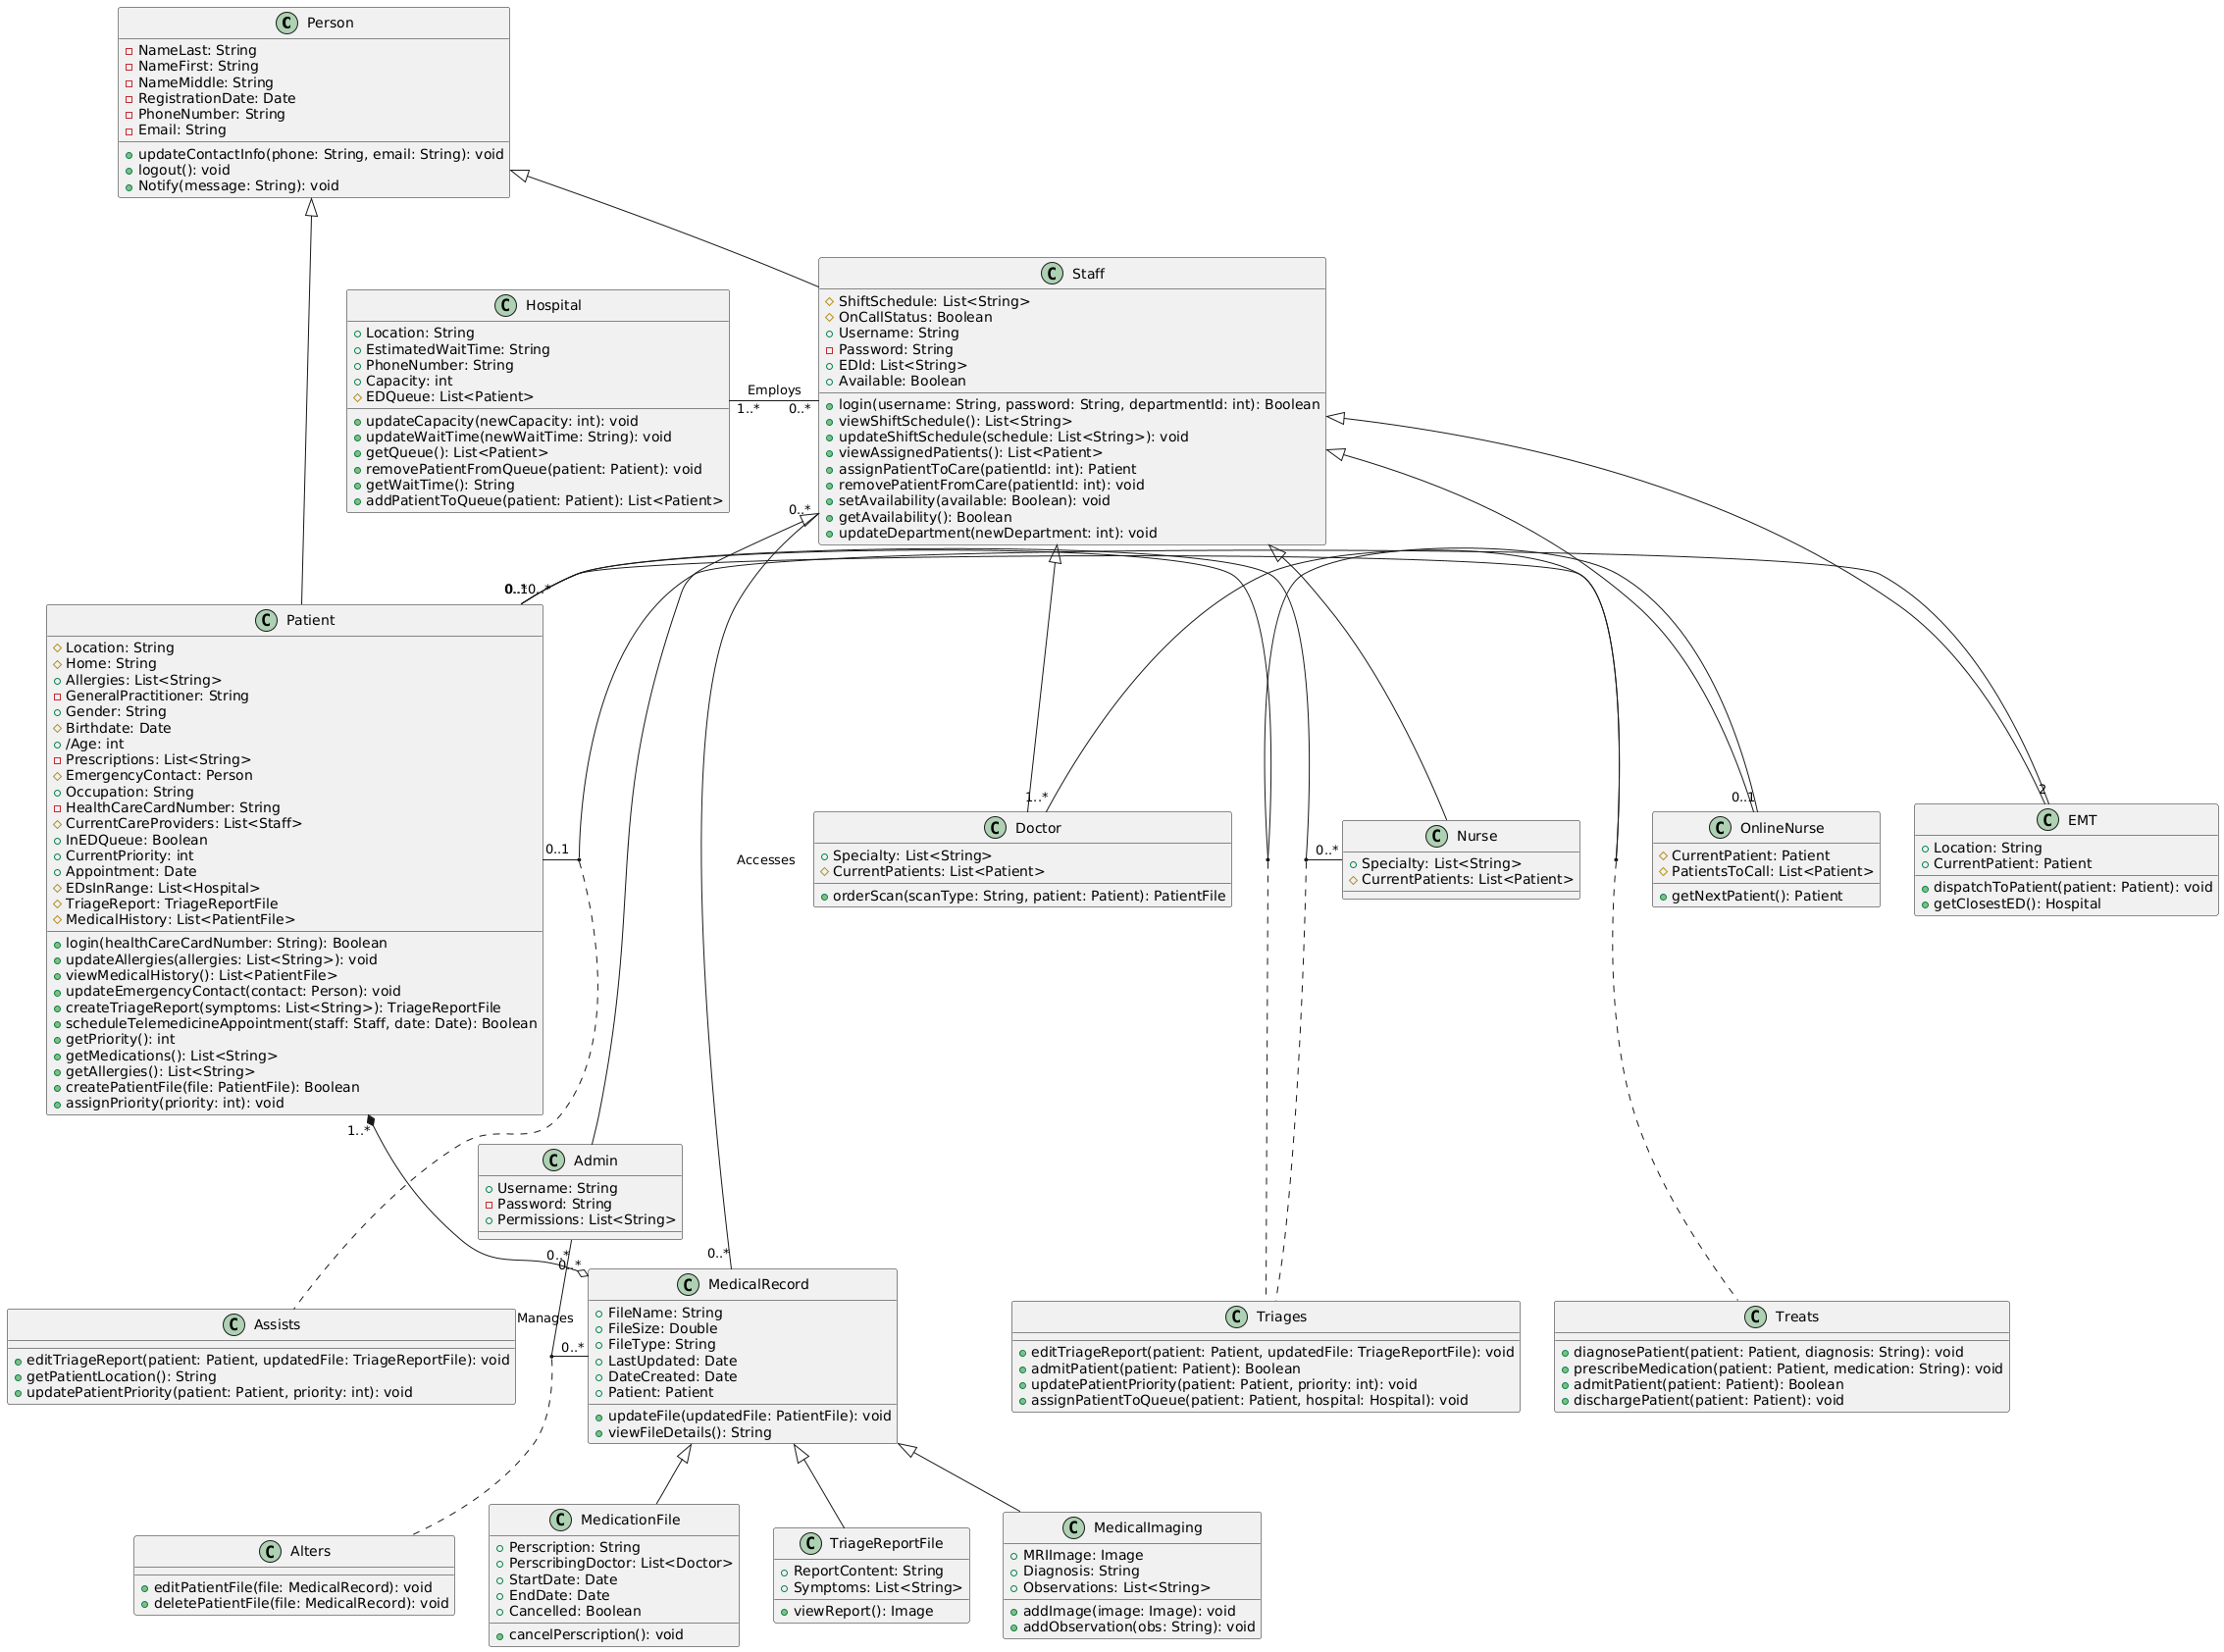 C Person
NameLast: String
NameFirst: String
NameMiddle: String
RegistrationDate: Date
PhoneNumber: String
Email: String
updateContactInfo(phone: String, email: String): void
logout(): void
Notify(message: String): void
C Staff
ShiftSchedule: List<String>
OnCallStatus: Boolean
Username: String
Password: String
EDId: List<String>
Available: Boolean
login(username: String, password: String, departmentId: int): Boolean
viewShiftSchedule(): List<String>
updateShiftSchedule(schedule: List<String>): void
viewAssignedPatients(): List<Patient>
assignPatientToCare(patientId: int): Patient
removePatientFromCare(patientId: int): void
setAvailability(available: Boolean): void
getAvailability(): Boolean
updateDepartment(newDepartment: int): void
C Hospital
Location: String
EstimatedWaitTime: String
PhoneNumber: String
Capacity: int
EDQueue: List<Patient>
updateCapacity(newCapacity: int): void
updateWaitTime(newWaitTime: String): void
getQueue(): List<Patient>
removePatientFromQueue(patient: Patient): void
getWaitTime(): String
addPatientToQueue(patient: Patient): List<Patient>
Employs
1..*
0..*
0..*
0..*
C Patient
Location: String
Home: String
Allergies: List<String>
GeneralPractitioner: String
Gender: String
Birthdate: Date
/Age: int
Prescriptions: List<String>
EmergencyContact: Person
Occupation: String
HealthCareCardNumber: String
CurrentCareProviders: List<Staff>
InEDQueue: Boolean
CurrentPriority: int
Appointment: Date
EDsInRange: List<Hospital>
TriageReport: TriageReportFile
MedicalHistory: List<PatientFile>
login(healthCareCardNumber: String): Boolean
updateAllergies(allergies: List<String>): void
viewMedicalHistory(): List<PatientFile>
updateEmergencyContact(contact: Person): void
createTriageReport(symptoms: List<String>): TriageReportFile
scheduleTelemedicineAppointment(staff: Staff, date: Date): Boolean
getPriority(): int
getMedications(): List<String>
getAllergies(): List<String>
createPatientFile(file: PatientFile): Boolean
assignPriority(priority: int): void
0..1
Accesses
1..*
C Doctor
Specialty: List<String>
CurrentPatients: List<Patient>
orderScan(scanType: String, patient: Patient): PatientFile
0..*
C Nurse
Specialty: List<String>
CurrentPatients: List<Patient>
0..1
C OnlineNurse
CurrentPatient: Patient
PatientsToCall: List<Patient>
getNextPatient(): Patient
2
C EMT
Location: String
CurrentPatient: Patient
dispatchToPatient(patient: Patient): void
getClosestED(): Hospital
1..*
C Admin
Username: String
Password: String
Permissions: List<String>
0..*
0..*
0..*
Manages
0..*
C MedicalRecord
FileName: String
FileSize: Double
FileType: String
LastUpdated: Date
DateCreated: Date
Patient: Patient
updateFile(updatedFile: PatientFile): void
viewFileDetails(): String
C Assists
editTriageReport(patient: Patient, updatedFile: TriageReportFile): void
getPatientLocation(): String
updatePatientPriority(patient: Patient, priority: int): void
C Triages
editTriageReport(patient: Patient, updatedFile: TriageReportFile): void
admitPatient(patient: Patient): Boolean
updatePatientPriority(patient: Patient, priority: int): void
assignPatientToQueue(patient: Patient, hospital: Hospital): void
C Treats
diagnosePatient(patient: Patient, diagnosis: String): void
prescribeMedication(patient: Patient, medication: String): void
admitPatient(patient: Patient): Boolean
dischargePatient(patient: Patient): void
C Alters
editPatientFile(file: MedicalRecord): void
deletePatientFile(file: MedicalRecord): void
C MedicationFile
Perscription: String
PerscribingDoctor: List<Doctor>
StartDate: Date
EndDate: Date
Cancelled: Boolean
cancelPerscription(): void
C TriageReportFile
ReportContent: String
Symptoms: List<String>
viewReport(): Image
C MedicalImaging
MRIImage: Image
Diagnosis: String
Observations: List<String>
addImage(image: Image): void
addObservation(obs: String): void